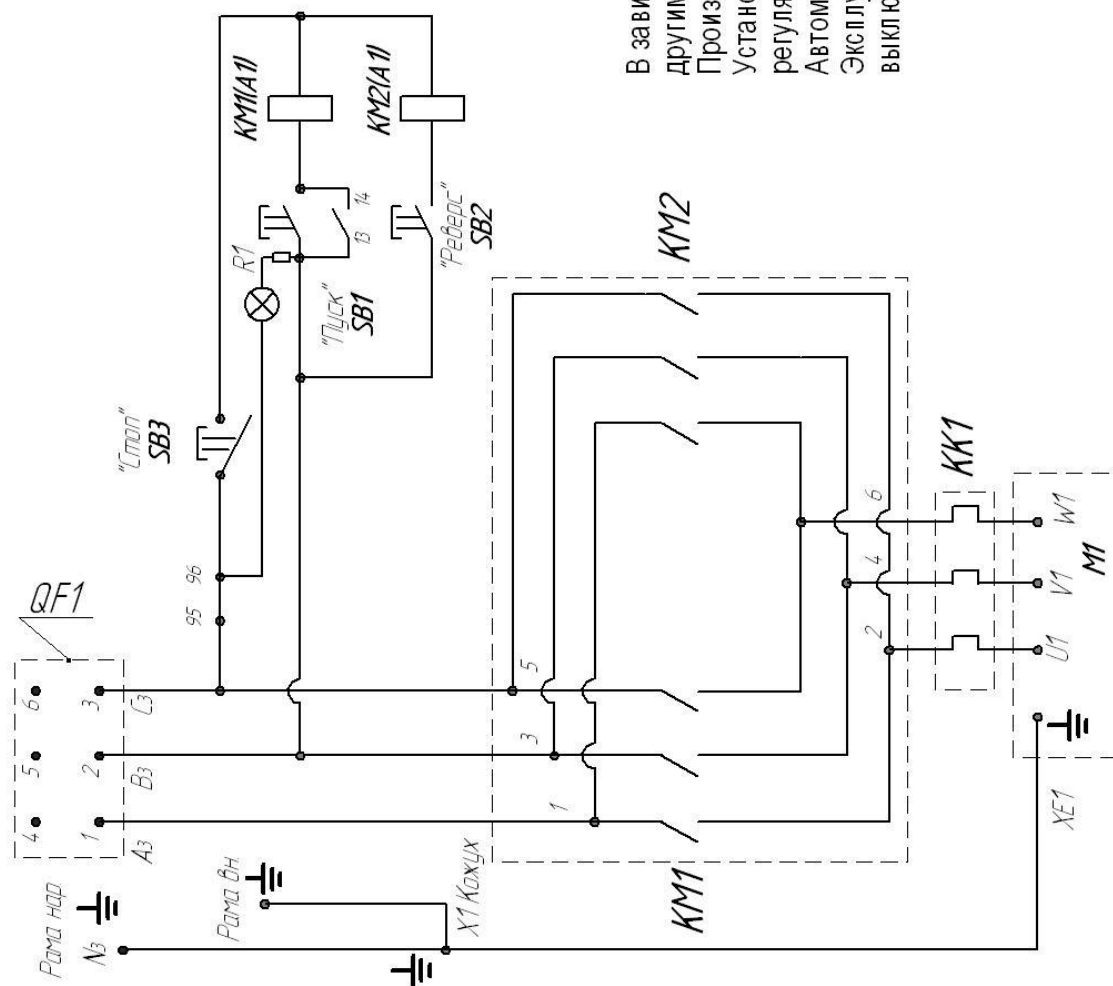 QF1
6
5
4
3
2
1
C3
B3
A3
Рама нар
N3
Рама вн.
X1 Кожух
95
96
"Стоп"
SB3
R1
"Пуск"
SB1
13
14
"Реверс"
SB2
KM1(A1)
KM2(A1)
В зави
другим
Произ
Устано
регуля
Автом
Эксплу
выклю
KM2
5
3
1
KM1
6
4
2
KK1
W1
V1
U1
M1
XE1